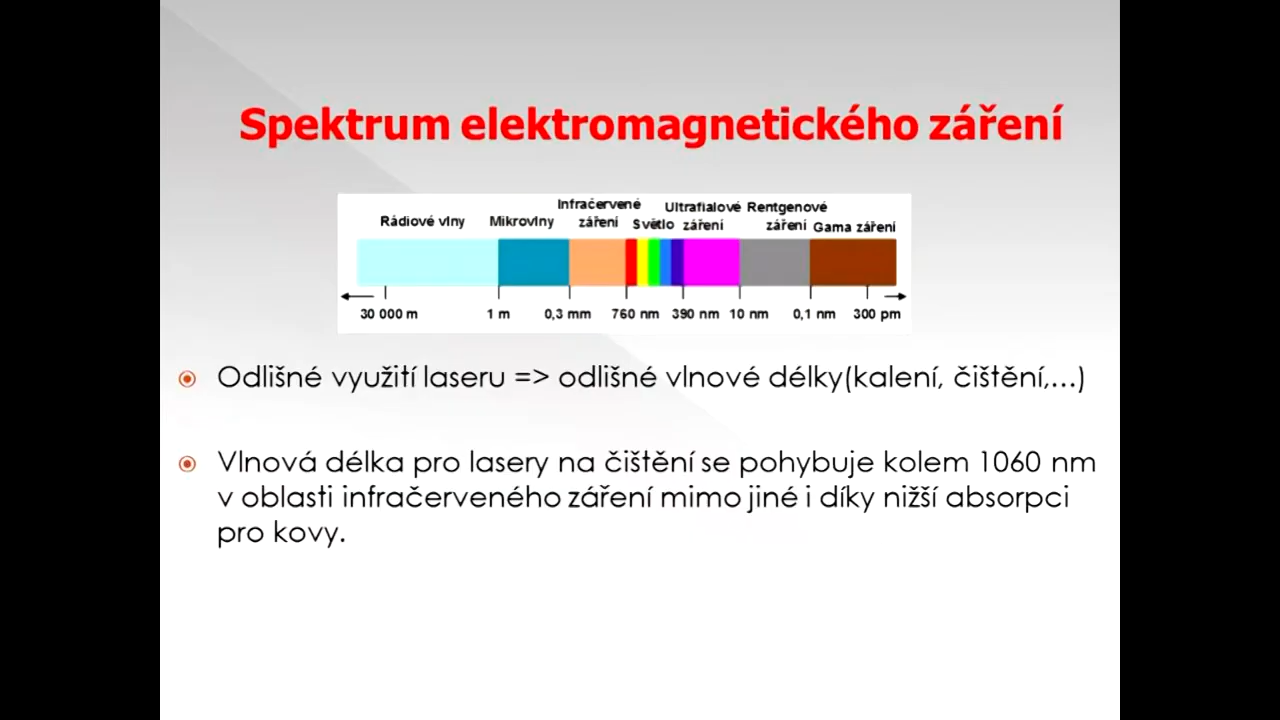 Spektrum elektromagnetického záření
Rádiové vlny
Mikrovlny
Infračervené
záření
Světlo
Ultrafialové
záření
Rentgenové
záření
Gama záření
30 000 m
1 m
0,3 mm
760 nm
390 nm
10 nm
0,1 nm
300 pm
Odlišné využití laseru => odlišné vlnové délky(kalení, čištění,...)
Vlnová délka pro lasery na čištění se pohybuje kolem 1060 nm
v oblasti infračerveného záření mimo jiné i díky nižší absorpci
pro kovy.